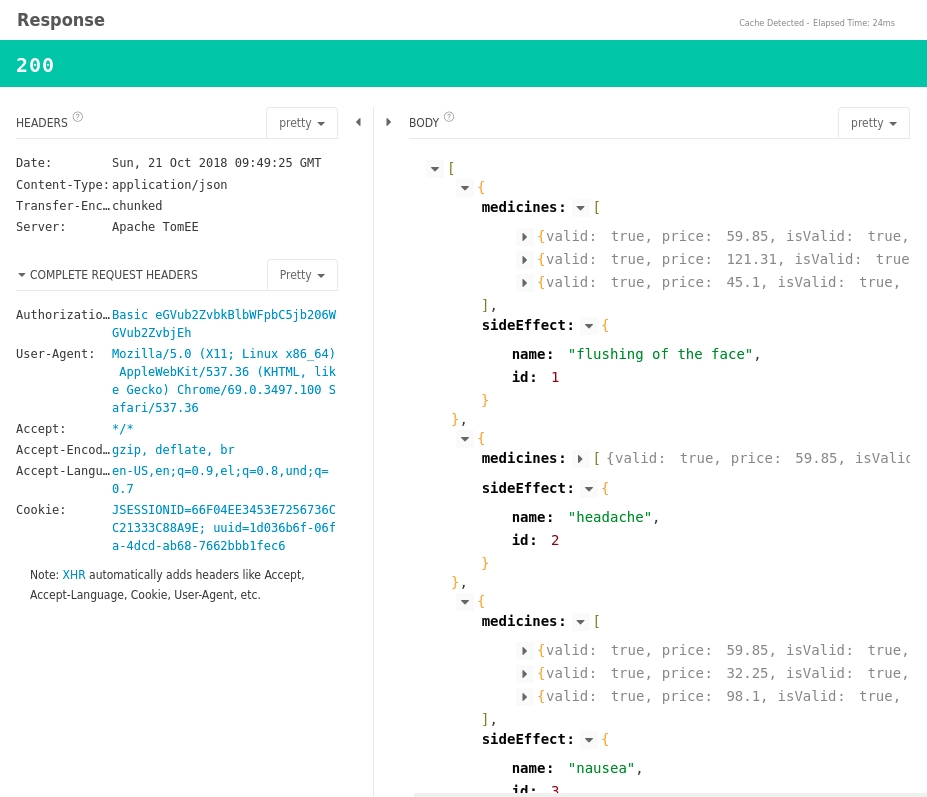 Response
Cache Detected - Elapsed Time: 24ms
200
HEADERS ?
pretty
Date: Sun, 21 Oct 2018 09:49:25 GMT
Content-Type: application/json
Transfer-Enc… chunked
Server: Apache TomEE
COMPLETE REQUEST HEADERS
Pretty
Authorizatio… Basic eGVub2ZvbkBlbWFpbC5jb206W
GVub2ZvbjEh
User-Agent: Mozilla/5.0 (X11; Linux x86_64)
AppleWebKit/537.36 (KHTML, lik
e Gecko) Chrome/69.0.3497.100 S
afari/537.36
Accept: */*
Accept-Encod… gzip, deflate, br
Accept-Langu… en-US,en;q=0.9,el;q=0.8,und;q=
0.7
Cookie: JSESSIONID=66F04EE3453E7256736C
C21333C88A9E; uuid=1d036b6f-06f
a-4dcd-ab68-7662bbb1fec6
Note: XHR automatically adds headers like Accept,
Accept-Language, Cookie, User-Agent, etc.
BODY ?
pretty
[
{
medicines: [
{valid: true, price: 59.85, isValid: true,
{valid: true, price: 121.31, isValid: true
{valid: true, price: 45.1, isValid: true,
],
sideEffect: {
name: "flushing of the face",
id: 1
}
},
{
medicines: [ {valid: true, price: 59.85, isValid
sideEffect: {
name: "headache",
id: 2
}
},
{
medicines: [
{valid: true, price: 59.85, isValid: true,
{valid: true, price: 32.25, isValid: true,
{valid: true, price: 98.1, isValid: true,
],
sideEffect: {
name: "nausea",
id: 3